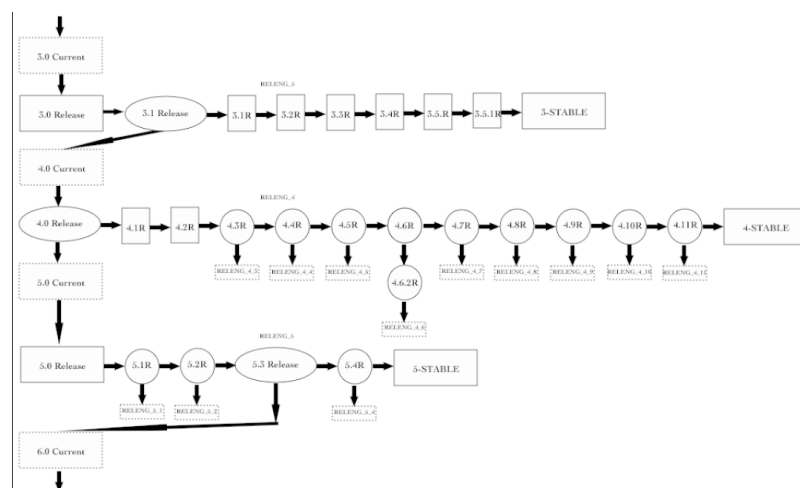 3.0 Current
RELENG_3
3.0 Release
3.1 Release
3.1R
3.2R
3.3R
3.4R
3.5.R
3.5.1R
3-STABLE
4.0 Current
RELENG_4
4.0 Release
4.1R
4.2R
4.3R
4.4R
4.5R
4.6R
4.7R
4.8R
4.9R
4.10R
4.11R
4-STABLE
RELENG_4_3
RELENG_4_4
RELENG_4_5
RELENG_4_7
RELENG_4_8
RELENG_4_9
RELENG_4_10
RELENG_4_11
5.0 Current
4.6.2R
RELENG_4_6
RELENG_5
5.0 Release
5.1R
5.2R
5.3 Release
5.4R
5-STABLE
RELENG_5_1
RELENG_5_2
RELENG_5_4
6.0 Current